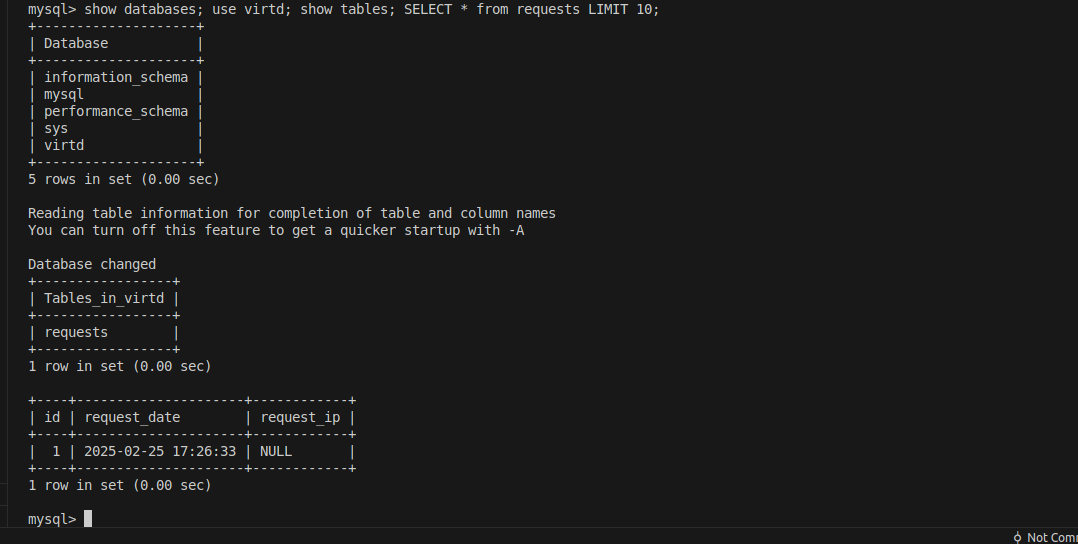 mysql> show databases; use virtd; show tables; SELECT * from requests LIMIT 10;
+--------------------+
| Database           |
+--------------------+
| information_schema |
| mysql              |
| performance_schema |
| sys                |
| virtd              |
+--------------------+
5 rows in set (0.00 sec)
Reading table information for completion of table and column names
You can turn off this feature to get a quicker startup with -A
Database changed
+-----------------+
| Tables_in_virtd |
+-----------------+
| requests        |
+-----------------+
1 row in set (0.00 sec)
+----+---------------------+------------+
| id | request_date        | request_ip |
+----+---------------------+------------+
|  1 | 2025-02-25 17:26:33 | NULL       |
+----+---------------------+------------+
1 row in set (0.00 sec)
mysql>
Not Com